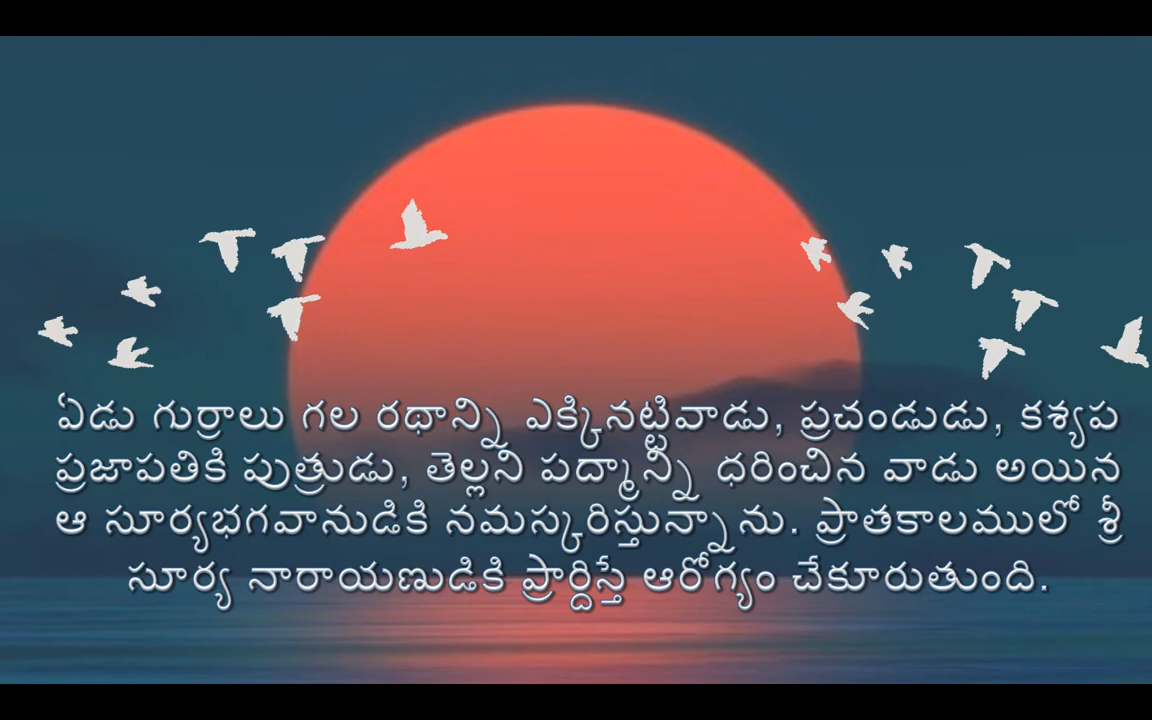 ఏడు గుర్రాలు గల రథాన్ని ఎక్కినట్టివాడు, ప్రచండుడు, కశ్యప
ప్రజాపతికి పుత్రుడు, తెల్లని పద్మాన్ని ధరించిన వాడు అయిన
ఆ సూర్యభగవానుడికి నమస్కరిస్తున్నాను. ప్రాతకాలములో శ్రీ
సూర్య నారాయణుడికి ప్రార్దిస్తే ఆరోగ్యం చేకూరుతుంది.